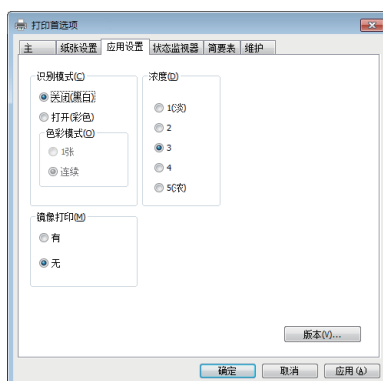 打印首选项
主 纸张设置 应用设置 状态监视器 简要表 维护
识别模式(C)
关闭(黑白)
打开(彩色)
色彩模式(O)
1张
连续
浓度(D)
1(淡)
2
3
4
5(浓)
镜像打印(M)
有
无
版本(V)...
确定 取消 应用(A)